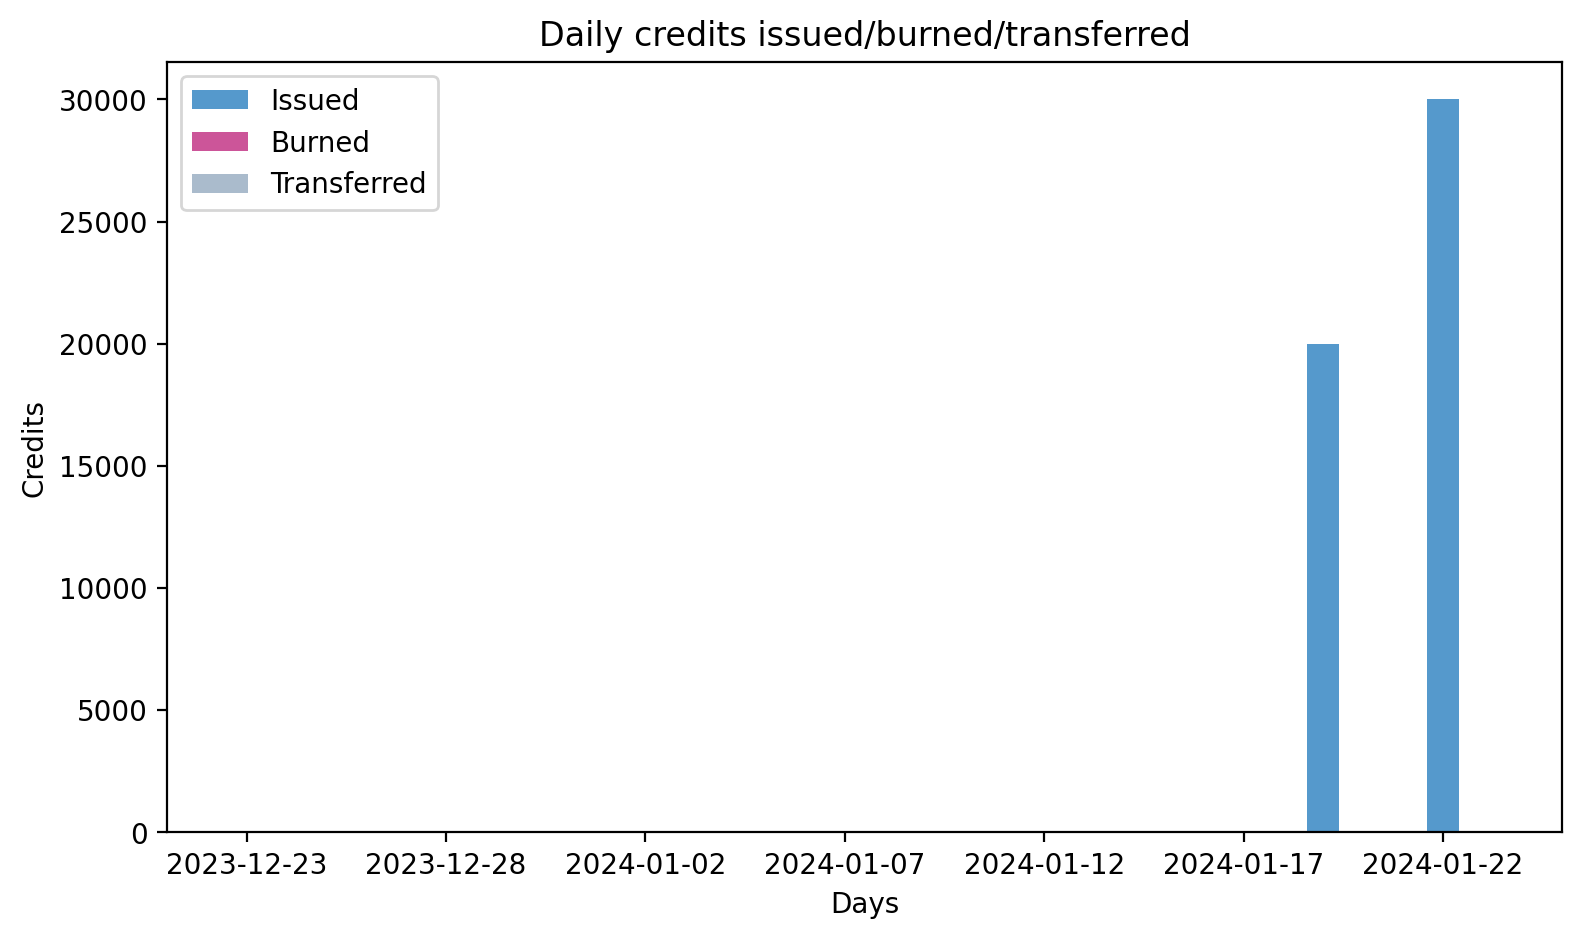 Daily credits issued/burned/transferred
Issued
Burned
Transferred
30000
25000
20000
15000
10000
5000
0
Credits
2023-12-23 2023-12-28 2024-01-02 2024-01-07 2024-01-12 2024-01-17 2024-01-22
Days